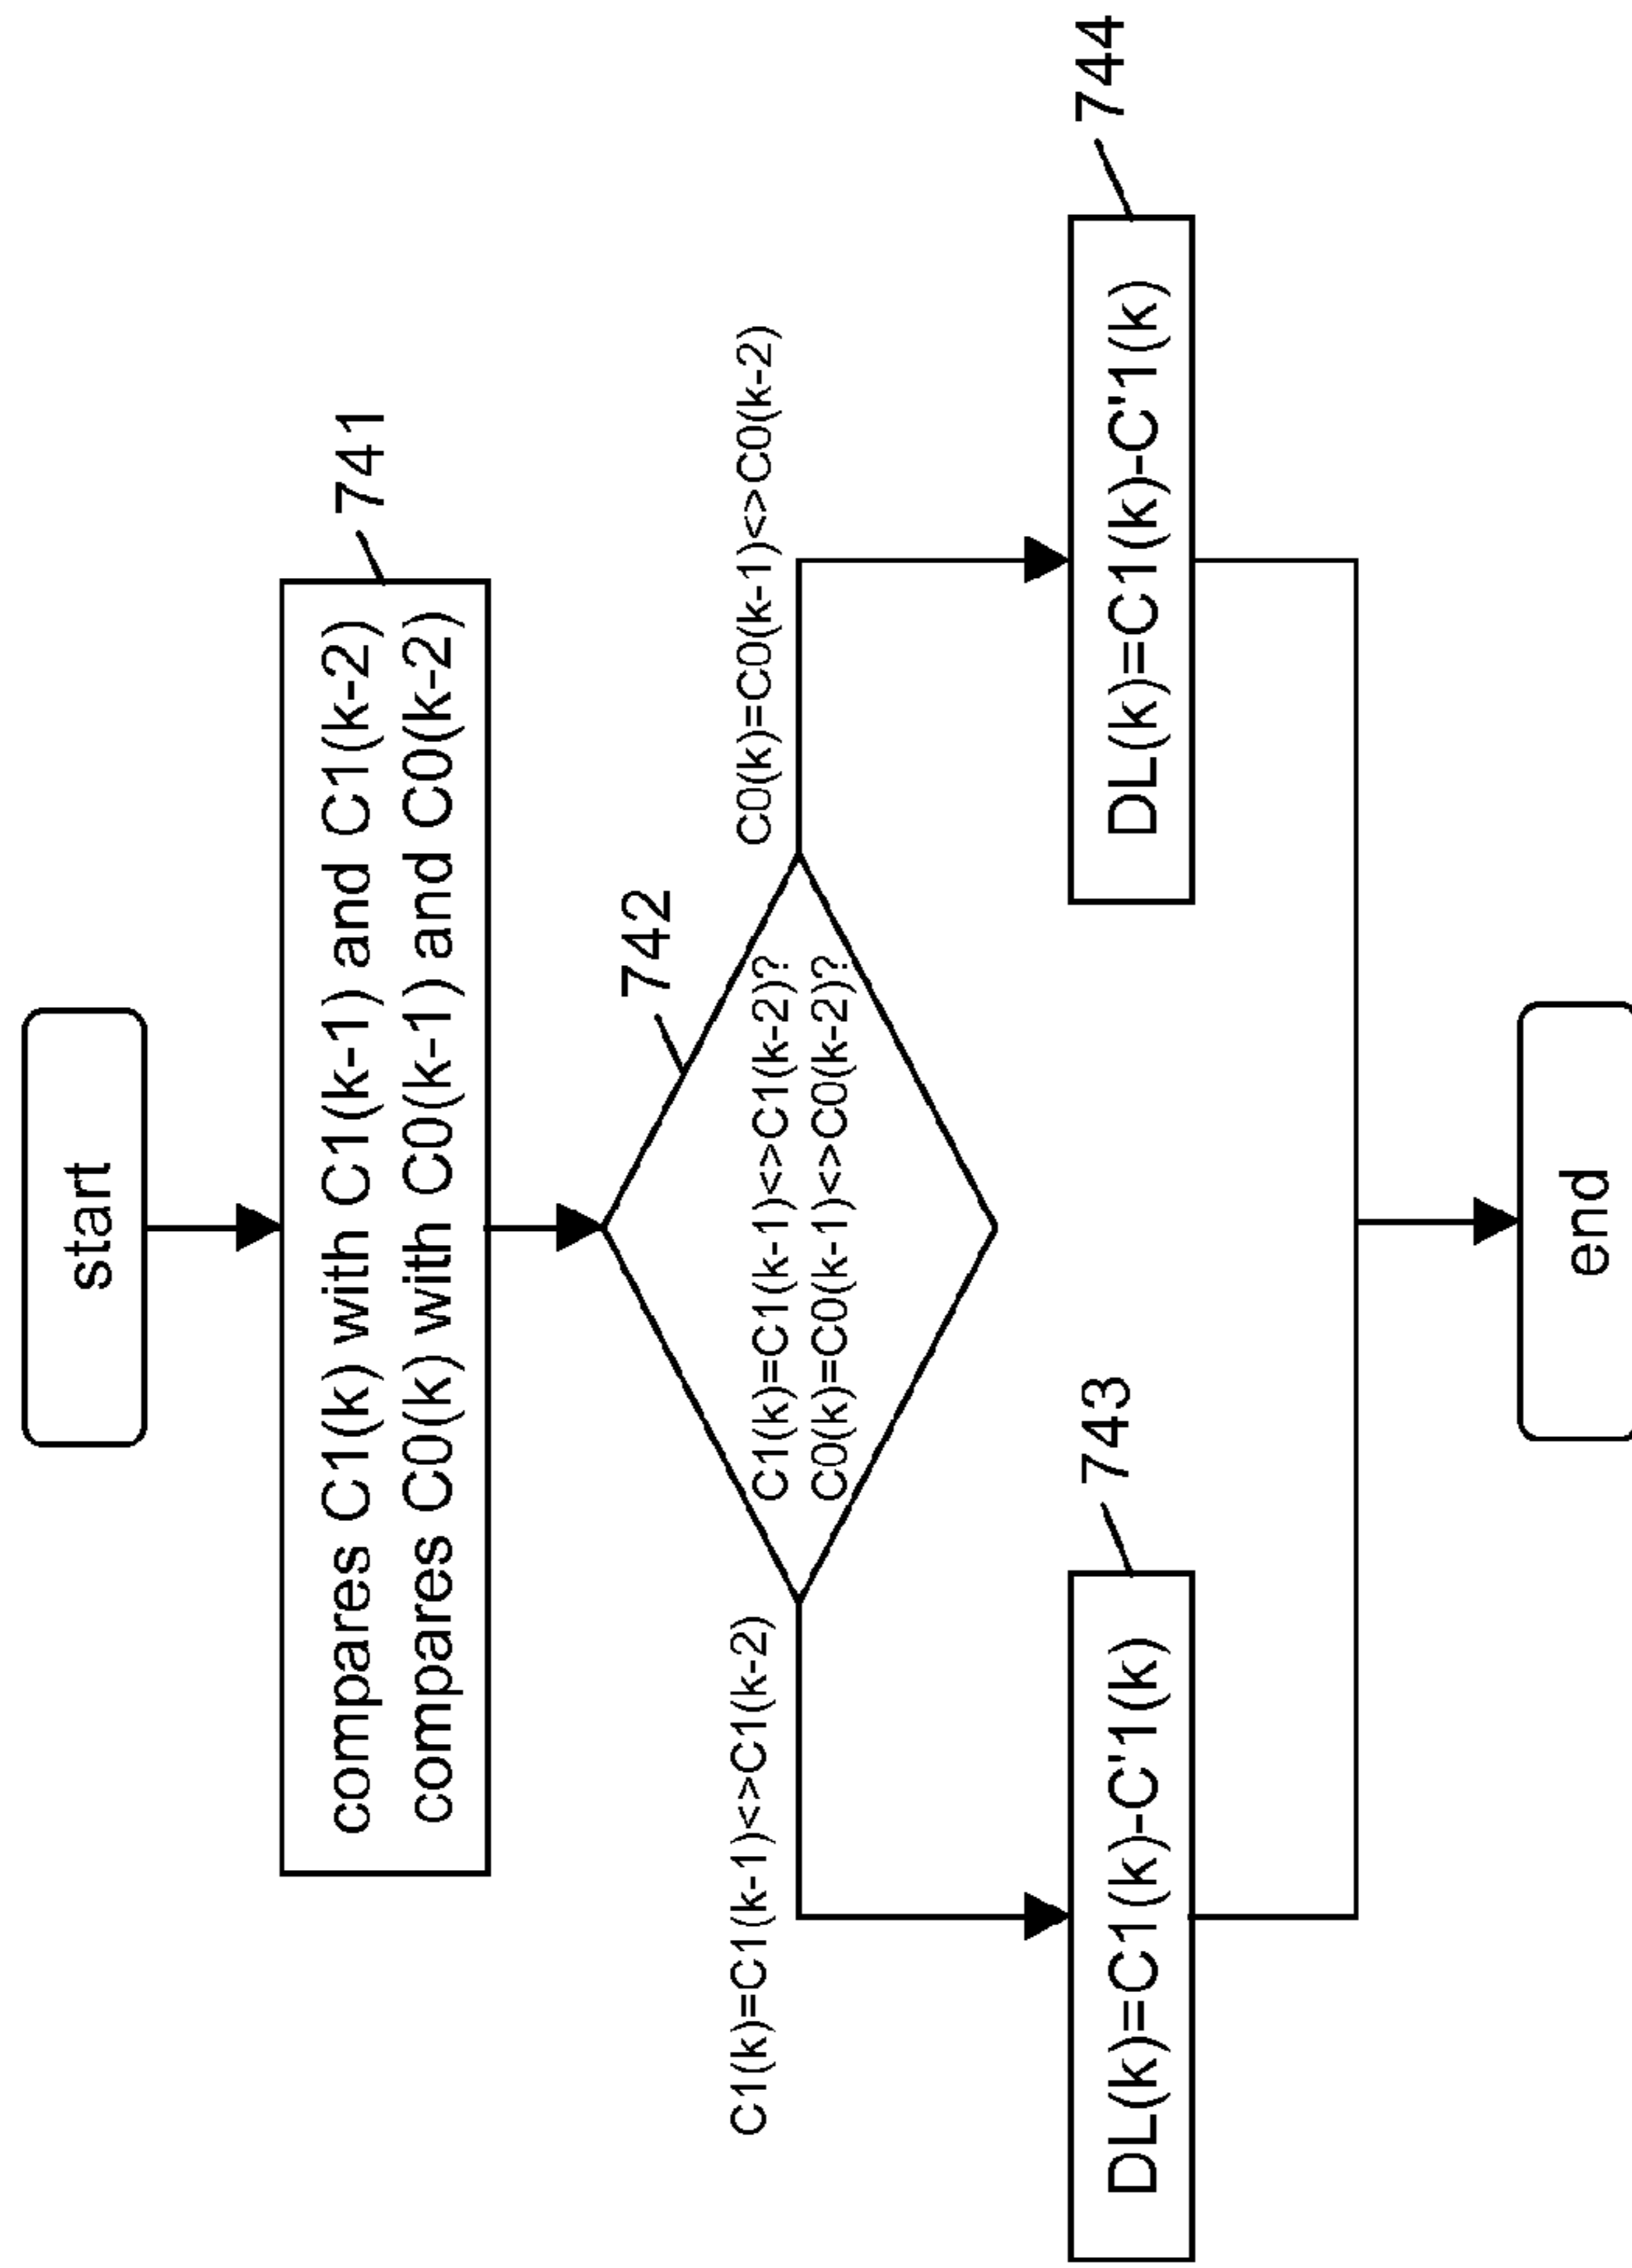 start
compares C1(k) with C1(k-1) and C1(k-2)
compares C0(k) with C0(k-1) and C0(k-2)
741
742
C1(k)=C1(k-1)<>C1(k-2)
C1(k)=C1(k-1)<>C1(k-2)?
C0(k)=C0(k-1)<>C0(k-2)?
C0(k)=C0(k-1)<>C0(k-2)
743
DL(k)=C1(k)-C'1(k)
744
DL(k)=C1(k)-C'1(k)
end